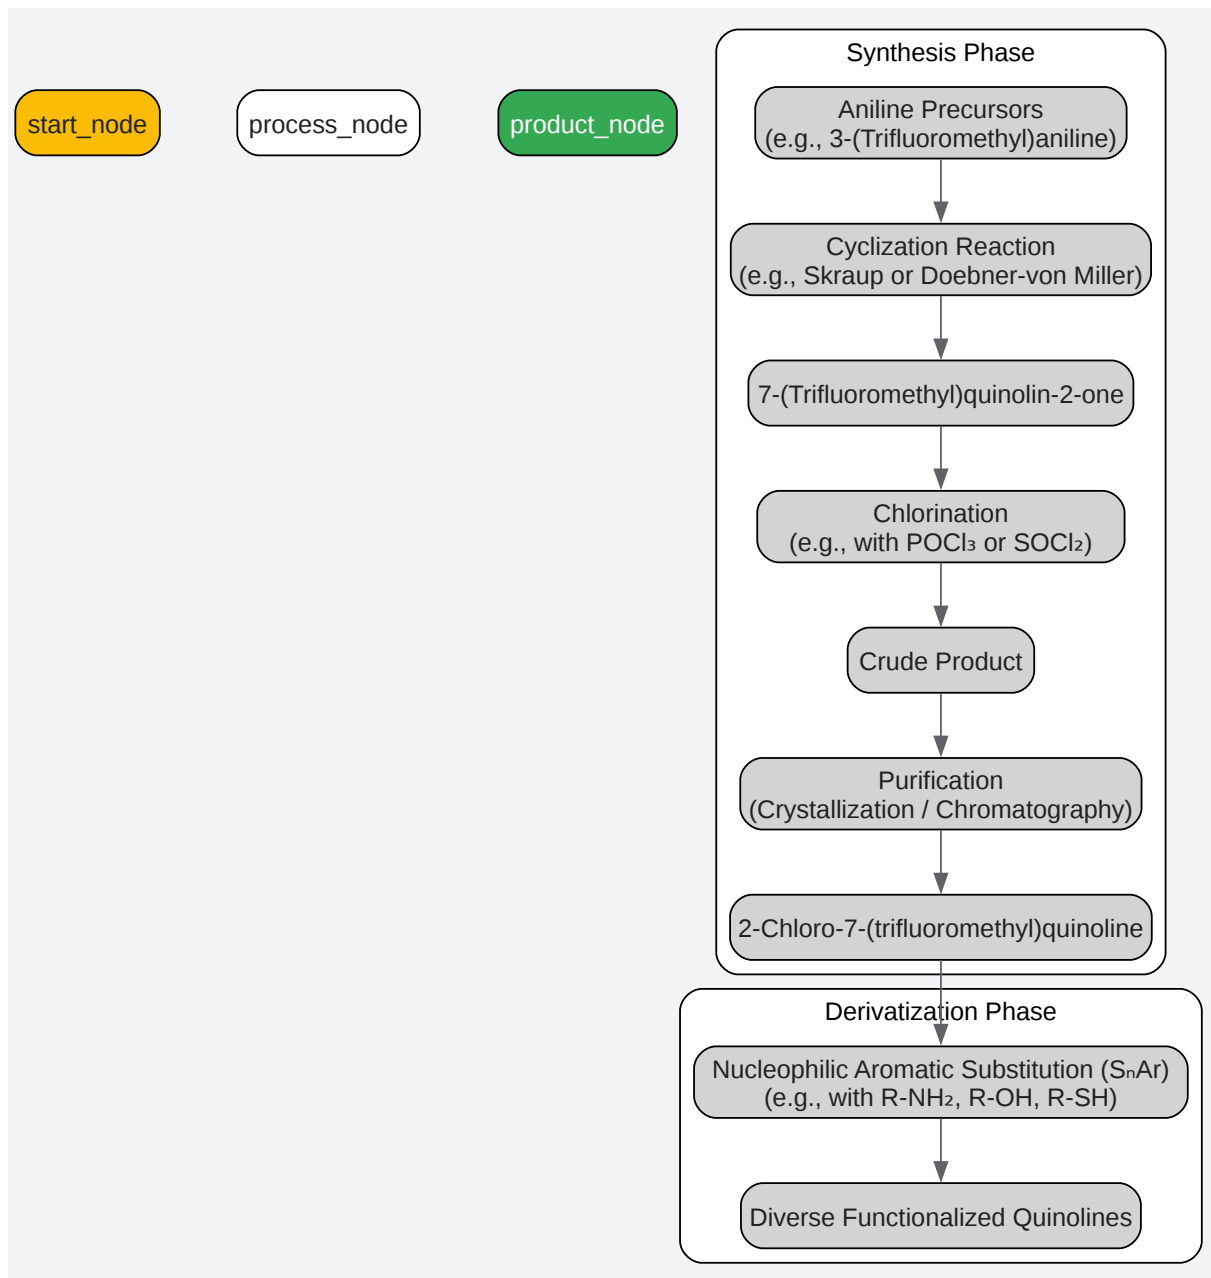 start_node
process_node
product_node
Synthesis Phase
Aniline Precursors
(e.g., 3-(Trifluoromethyl)aniline)
Cyclization Reaction
(e.g., Skraup or Doebner-von Miller)
7-(Trifluoromethyl)quinolin-2-one
Chlorination
(e.g., with POCl₃ or SOCl₂)
Crude Product
Purification
(Crystallization / Chromatography)
2-Chloro-7-(trifluoromethyl)quinoline
Derivatization Phase
Nucleophilic Aromatic Substitution (SₙAr)
(e.g., with R-NH₂, R-OH, R-SH)
Diverse Functionalized Quinolines